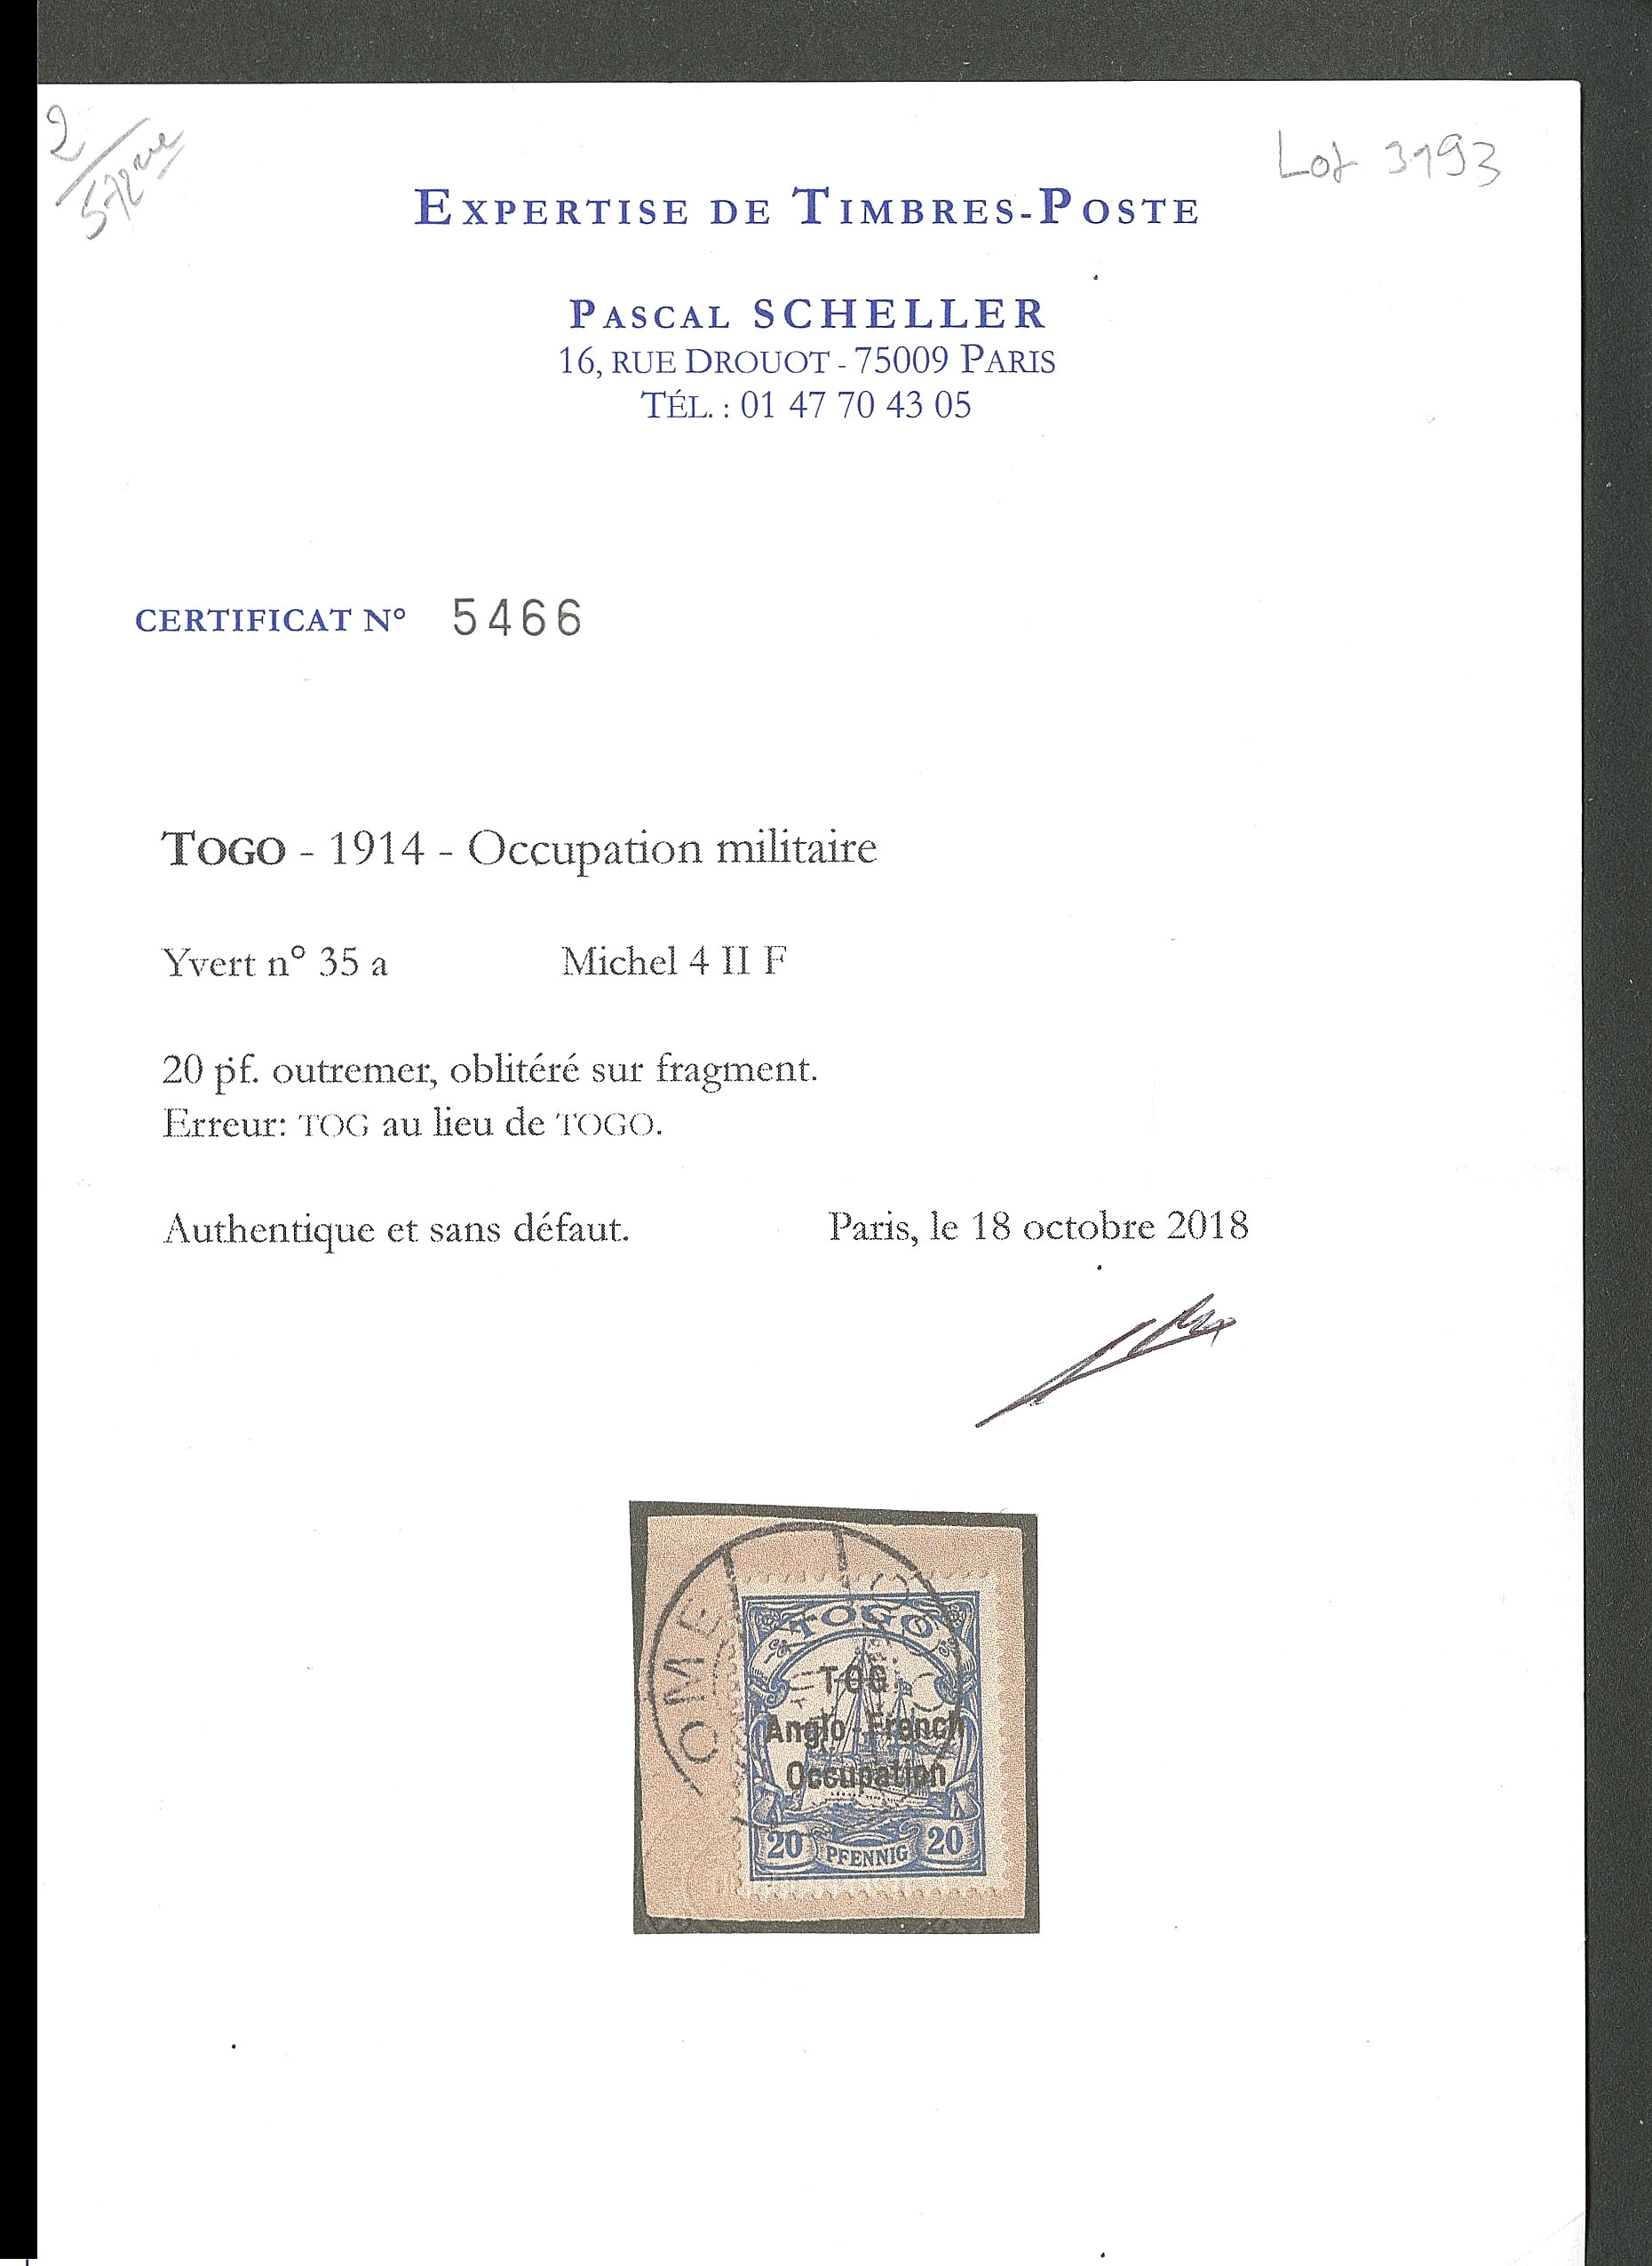 2
Lot 3193
EXPERTISE DE TIMBRES-POSTE
PASCAL SCHELLER
16, RUE DROUOT - 75009 PARIS
TÉL. : 01 47 70 43 05
CERTIFICAT N° 5466
TOGO - 1914 - Occupation militaire
Yvert n° 35 a Michel 4 II F
20 pf. outremer, oblitéré sur fragment.
Erreur: TOG au lieu de TOGO.
Authentique et sans défaut. Paris, le 18 octobre 2018
OME
TOGO
TOG
Anglo-French
Occupation
20 PFENNIG 20